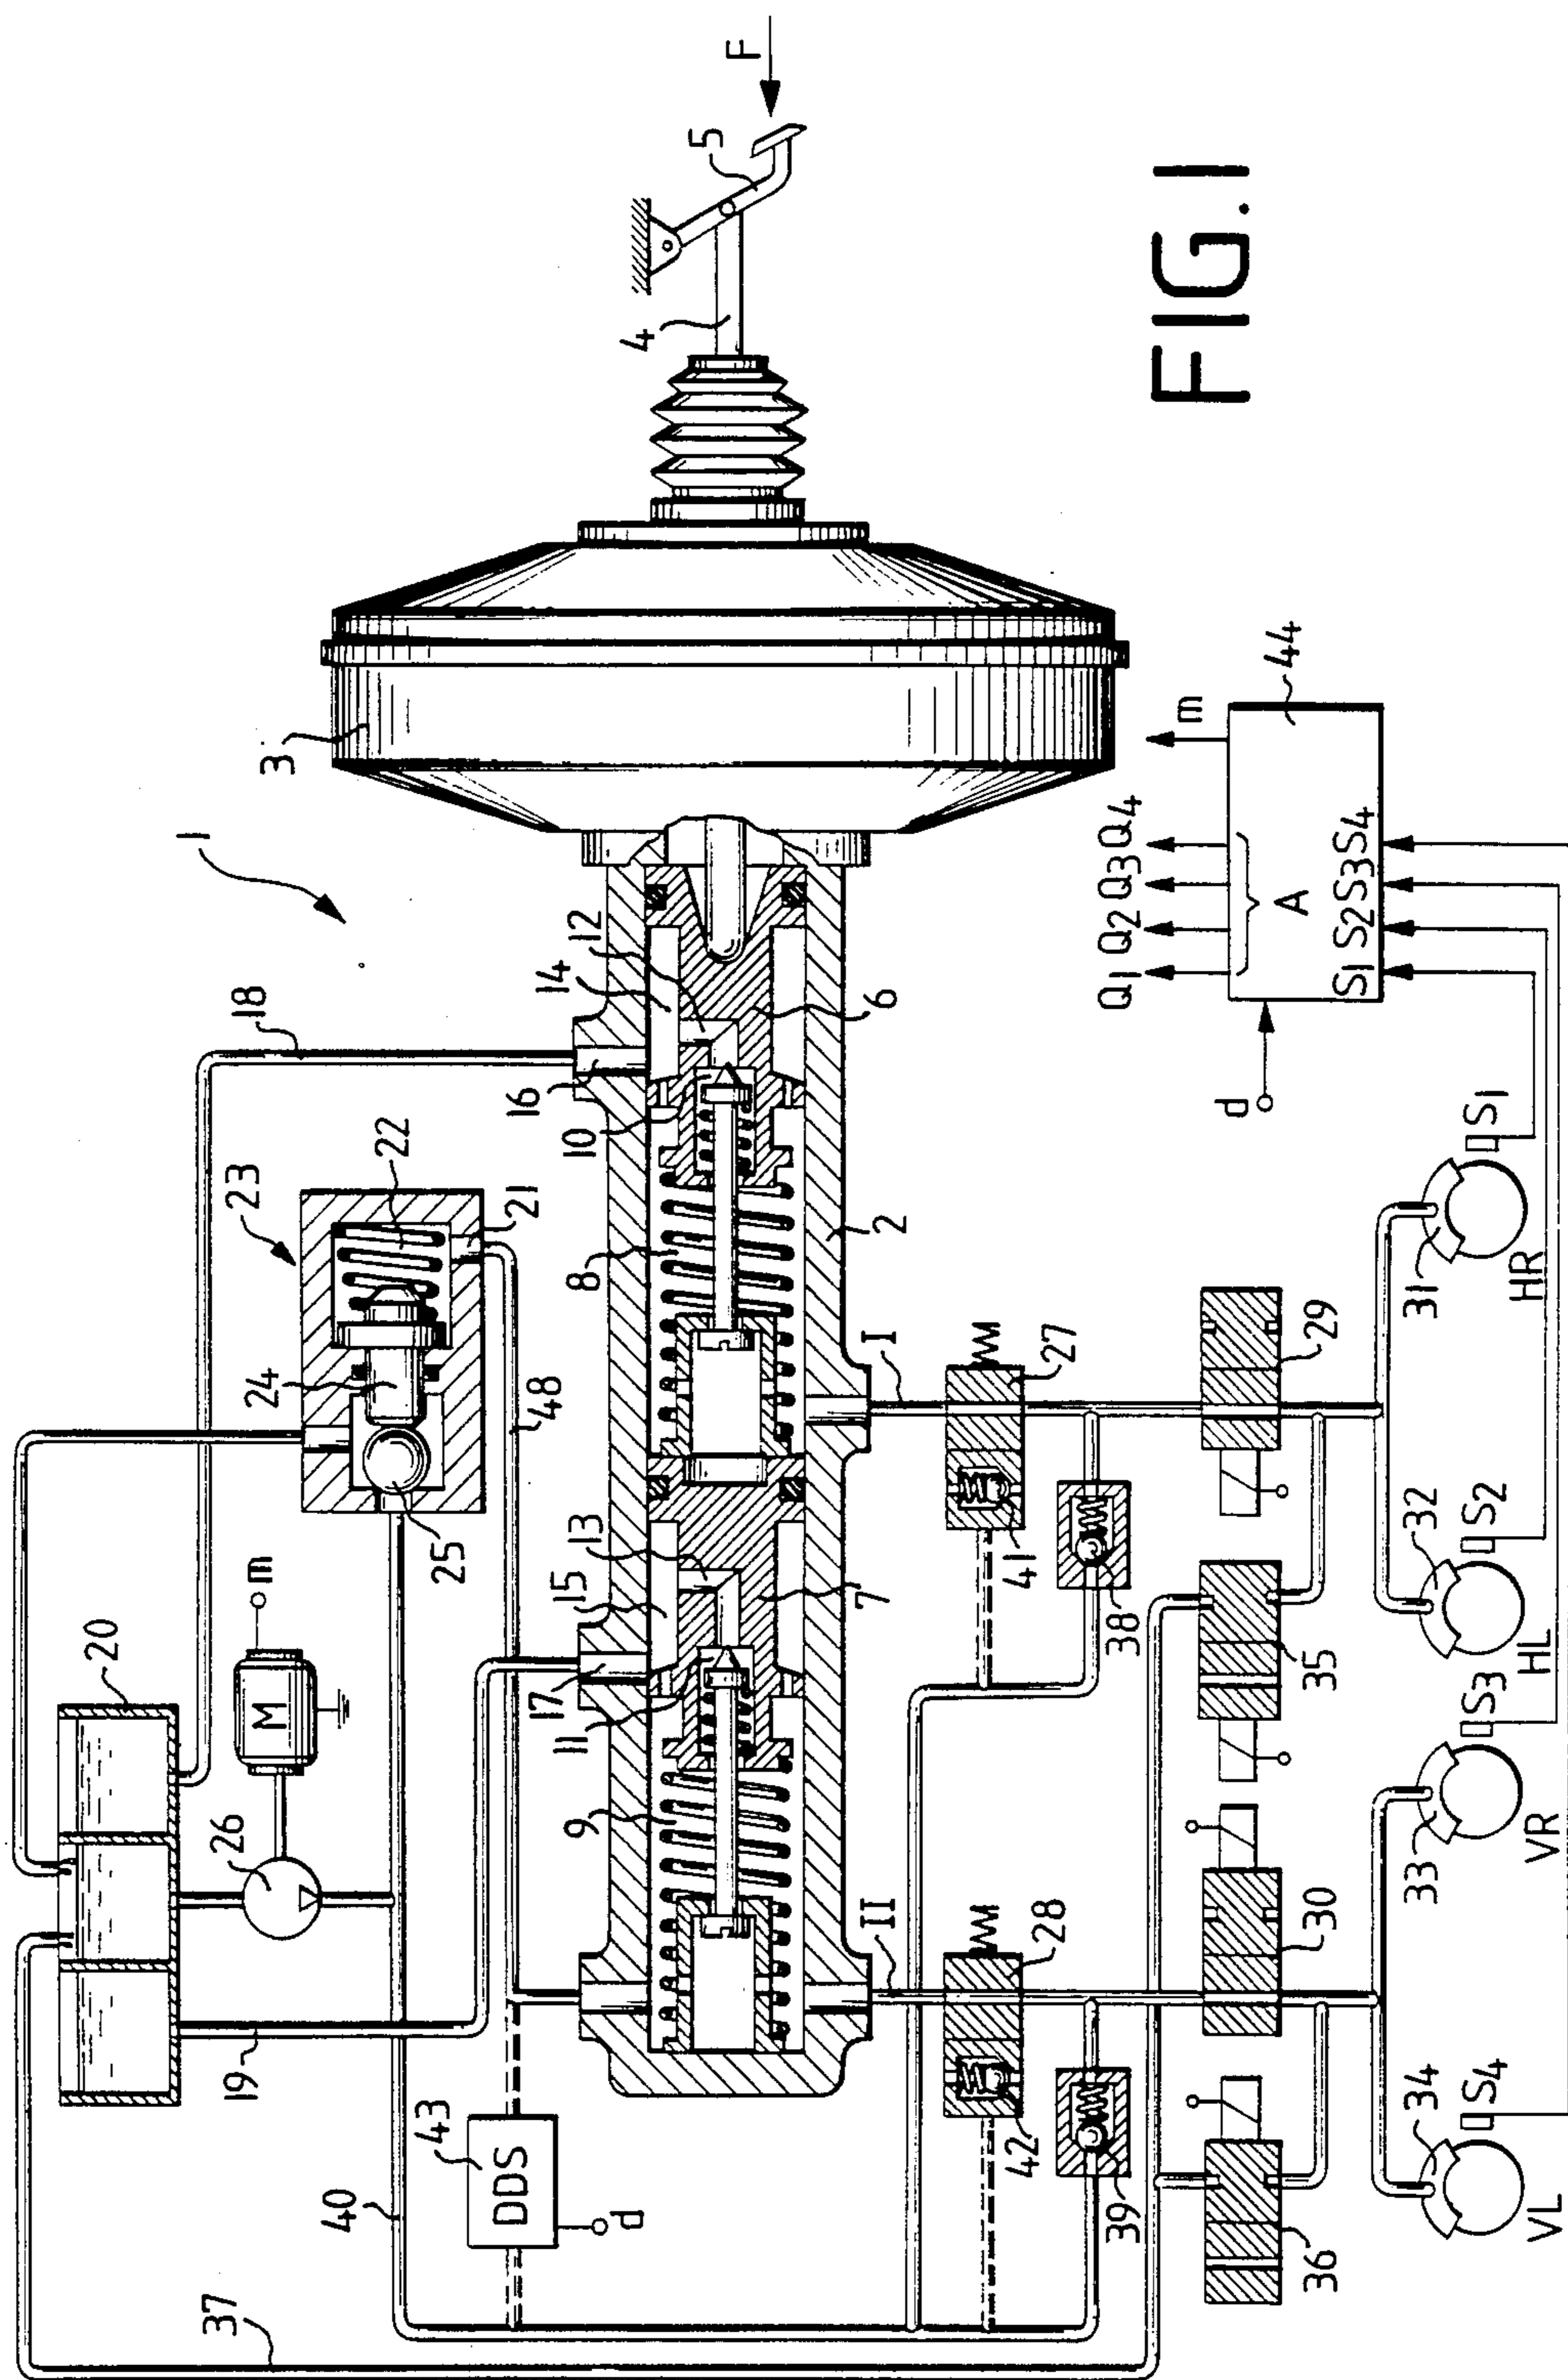 FIG.1
1
2
3
4
5
F
6
7
8
9
10
11
12
13
14
15
16
17
18
19
20
21
22
23
24
25
26
M
m
27
28
29
30
31
32
33
34
35
36
37
38
39
40
41
42
43
DDS
d
48
I
II
HR
HL
VR
VL
S1
S2
S3
S4
44
A
Q1 Q2 Q3 Q4
m
d
S1 S2 S3 S4